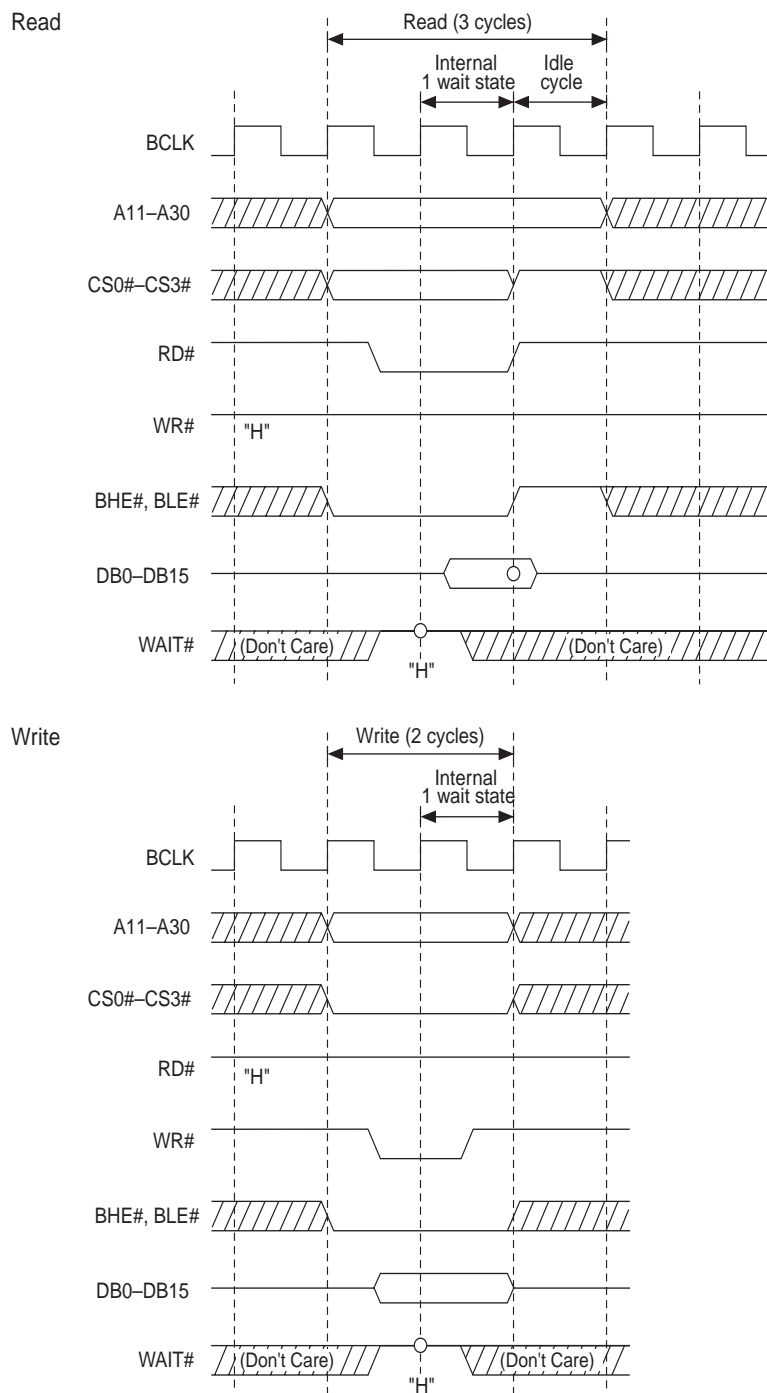 Read
Read (3 cycles)
Internal
1 wait state
Idle
cycle
BCLK
A11–A30
CS0#–CS3#
RD#
WR#
"H"
BHE#, BLE#
DB0–DB15
WAIT#
(Don't Care)
"H"
(Don't Care)
Write
Write (2 cycles)
Internal
1 wait state
BCLK
A11–A30
CS0#–CS3#
RD#
"H"
WR#
BHE#, BLE#
DB0–DB15
WAIT#
(Don't Care)
"H"
(Don't Care)